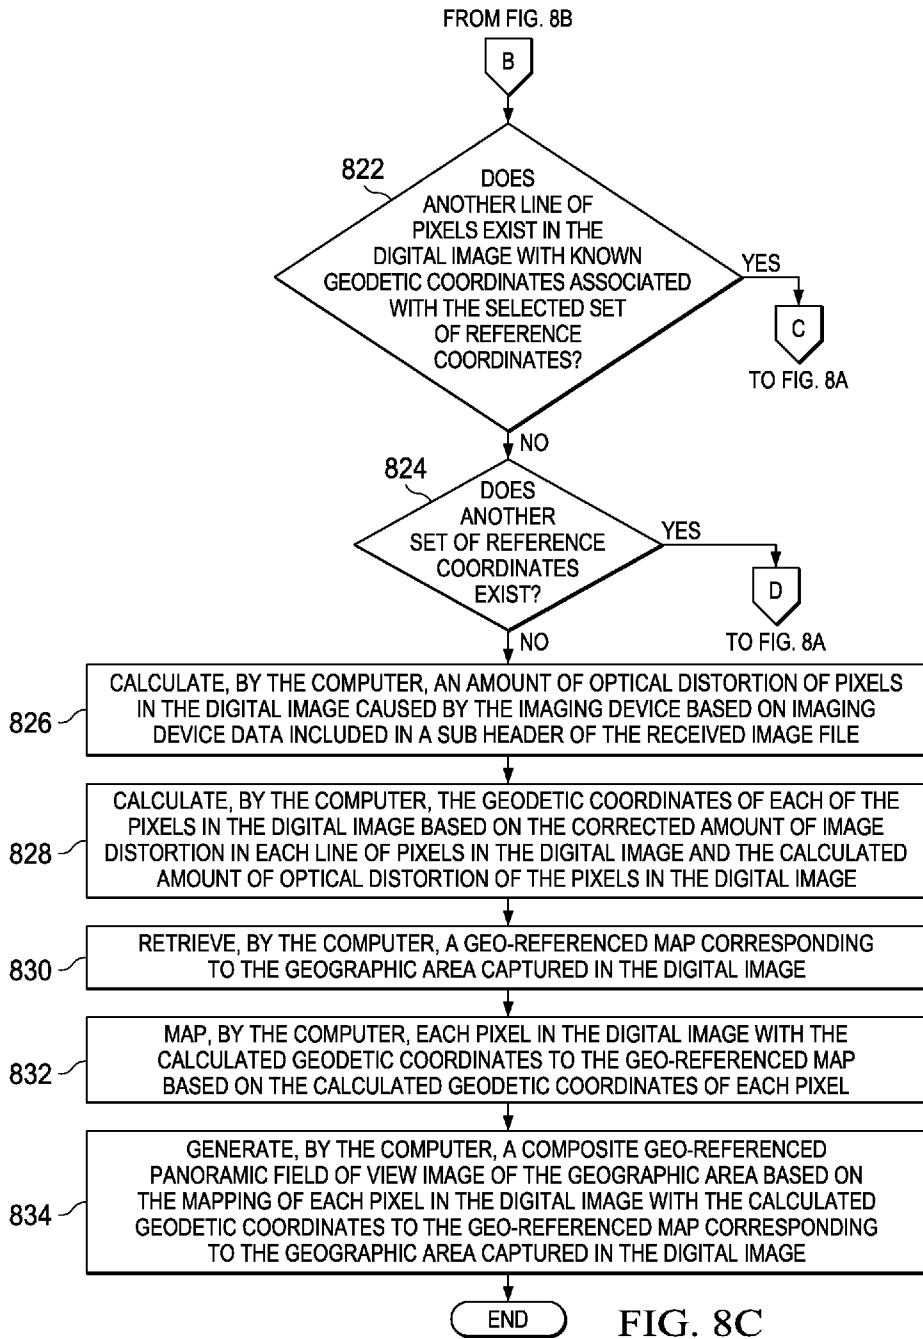 FROM FIG. 8B
B
822
DOES
ANOTHER LINE OF
PIXELS EXIST IN THE
DIGITAL IMAGE WITH KNOWN
GEODETIC COORDINATES ASSOCIATED
WITH THE SELECTED SET
OF REFERENCE
COORDINATES?
YES
C
TO FIG. 8A
NO
824
DOES
ANOTHER
SET OF REFERENCE
COORDINATES
EXIST?
YES
D
TO FIG. 8A
NO
826
CALCULATE, BY THE COMPUTER, AN AMOUNT OF OPTICAL DISTORTION OF PIXELS
IN THE DIGITAL IMAGE CAUSED BY THE IMAGING DEVICE BASED ON IMAGING
DEVICE DATA INCLUDED IN A SUB HEADER OF THE RECEIVED IMAGE FILE
828
CALCULATE, BY THE COMPUTER, THE GEODETIC COORDINATES OF EACH OF THE
PIXELS IN THE DIGITAL IMAGE BASED ON THE CORRECTED AMOUNT OF IMAGE
DISTORTION IN EACH LINE OF PIXELS IN THE DIGITAL IMAGE AND THE CALCULATED
AMOUNT OF OPTICAL DISTORTION OF THE PIXELS IN THE DIGITAL IMAGE
830
RETRIEVE, BY THE COMPUTER, A GEO-REFERENCED MAP CORRESPONDING
TO THE GEOGRAPHIC AREA CAPTURED IN THE DIGITAL IMAGE
832
MAP, BY THE COMPUTER, EACH PIXEL IN THE DIGITAL IMAGE WITH THE
CALCULATED GEODETIC COORDINATES TO THE GEO-REFERENCED MAP
BASED ON THE CALCULATED GEODETIC COORDINATES OF EACH PIXEL
834
GENERATE, BY THE COMPUTER, A COMPOSITE GEO-REFERENCED
PANORAMIC FIELD OF VIEW IMAGE OF THE GEOGRAPHIC AREA BASED ON
THE MAPPING OF EACH PIXEL IN THE DIGITAL IMAGE WITH THE CALCULATED
GEODETIC COORDINATES TO THE GEO-REFERENCED MAP CORRESPONDING
TO THE GEOGRAPHIC AREA CAPTURED IN THE DIGITAL IMAGE
END
FIG. 8C